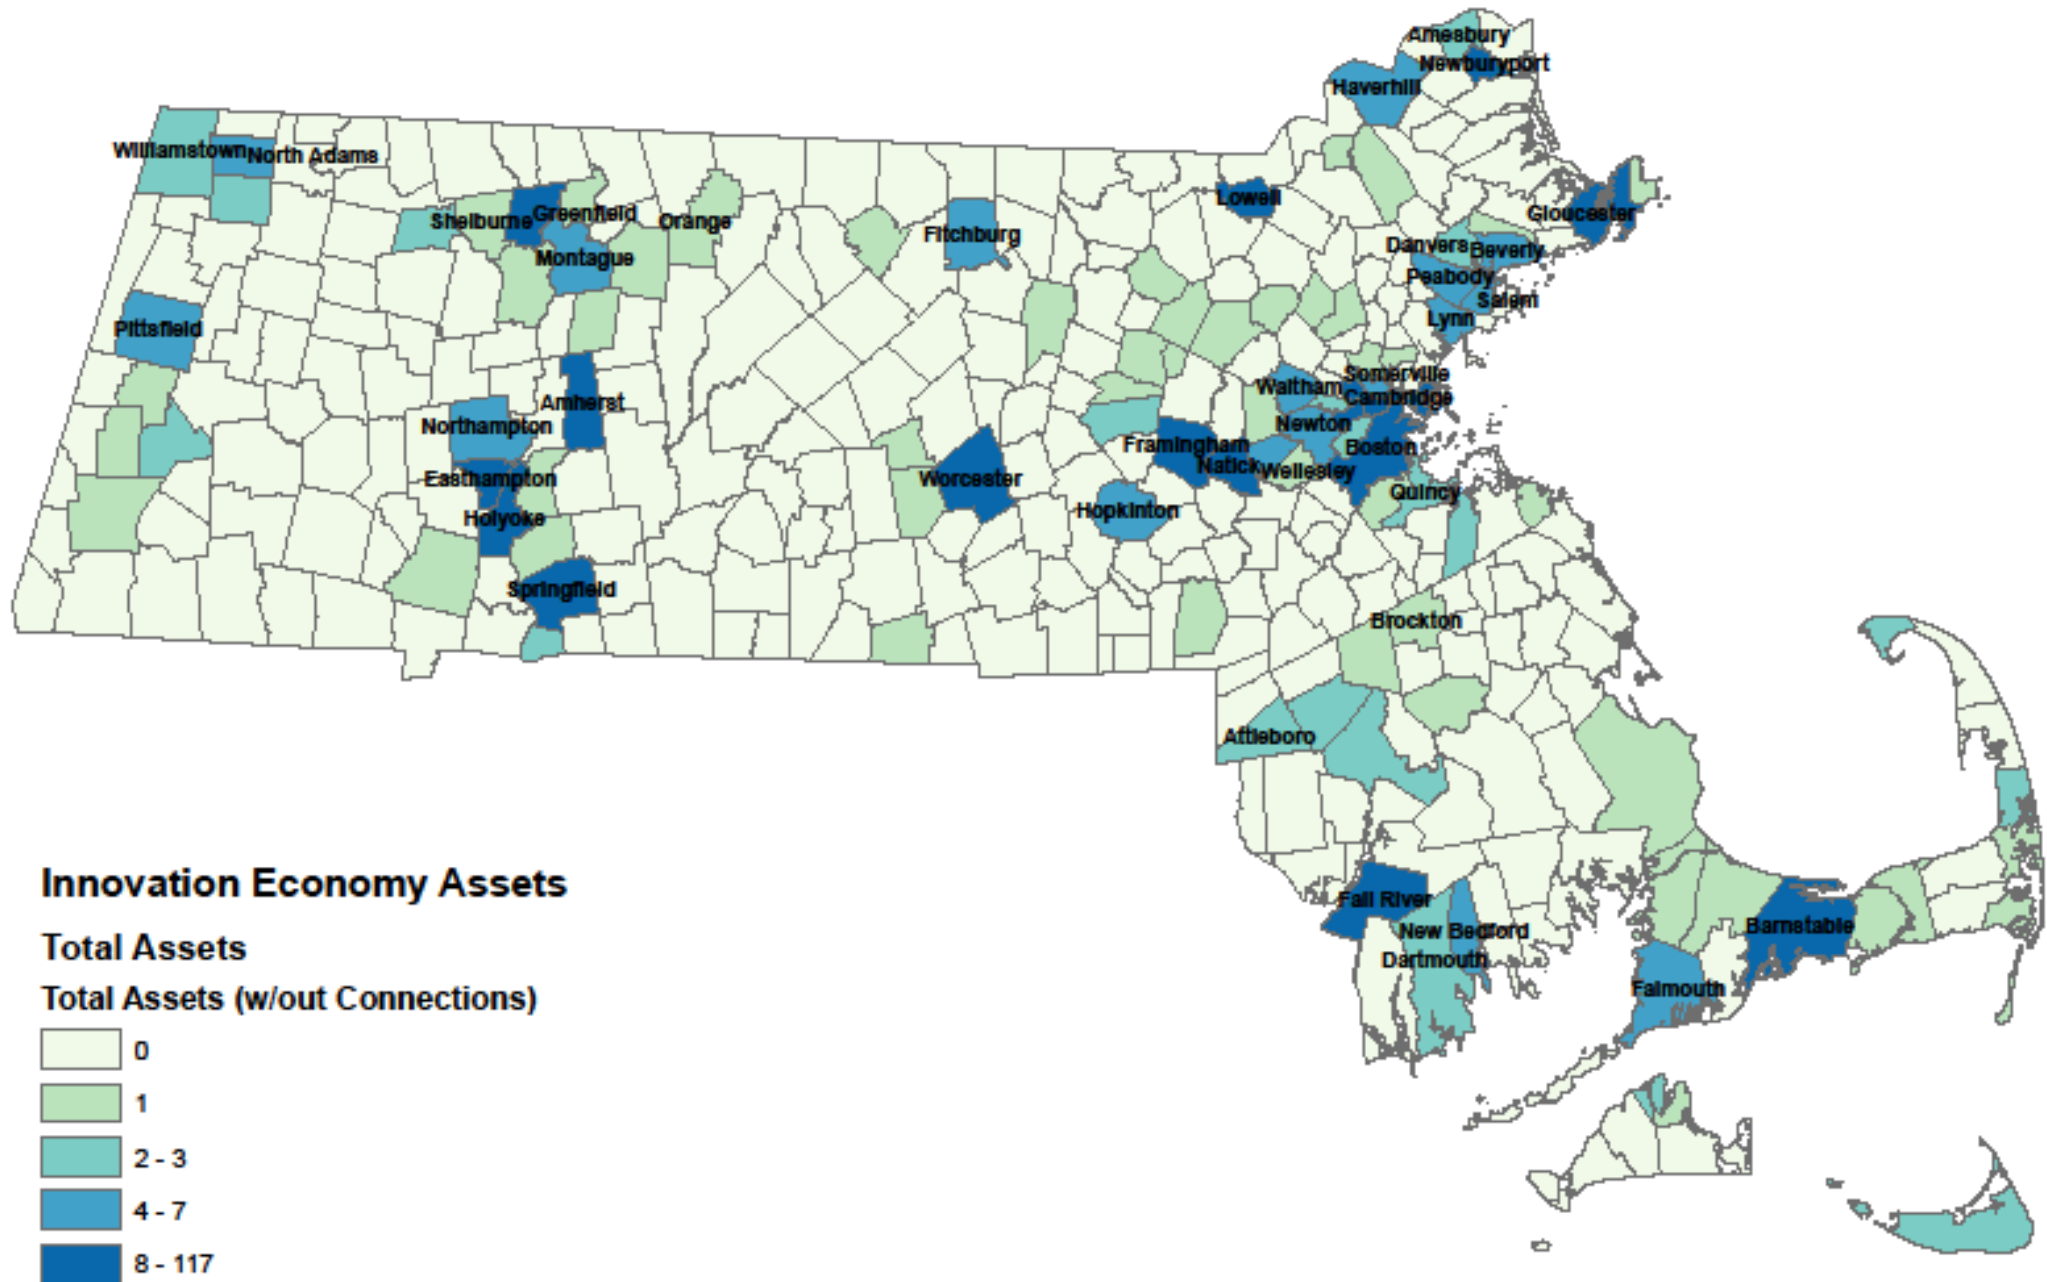 Amesbury
Newburyport
Haverhill
Williamstown
North Adams
Lowell
Shelburne
Greenfield
Orange
Gloucester
Fitchburg
Danvers
Beverly
Montague
Peabody
Salem
Pittsfield
Lynn
Somerville
Waltham
Cambridge
Amherst
Northampton
Newton
Framingham
Boston
Natick
Wellesley
Easthampton
Worcester
Quincy
Holyoke
Hopkinton
Springfield
Brockton
Attleboro
Innovation Economy Assets
Fall River
Barnstable
New Bedford
Total Assets
Dartmouth
Falmouth
Total Assets (w/out Connections)
0
1
2 - 3
4 - 7
8 - 117